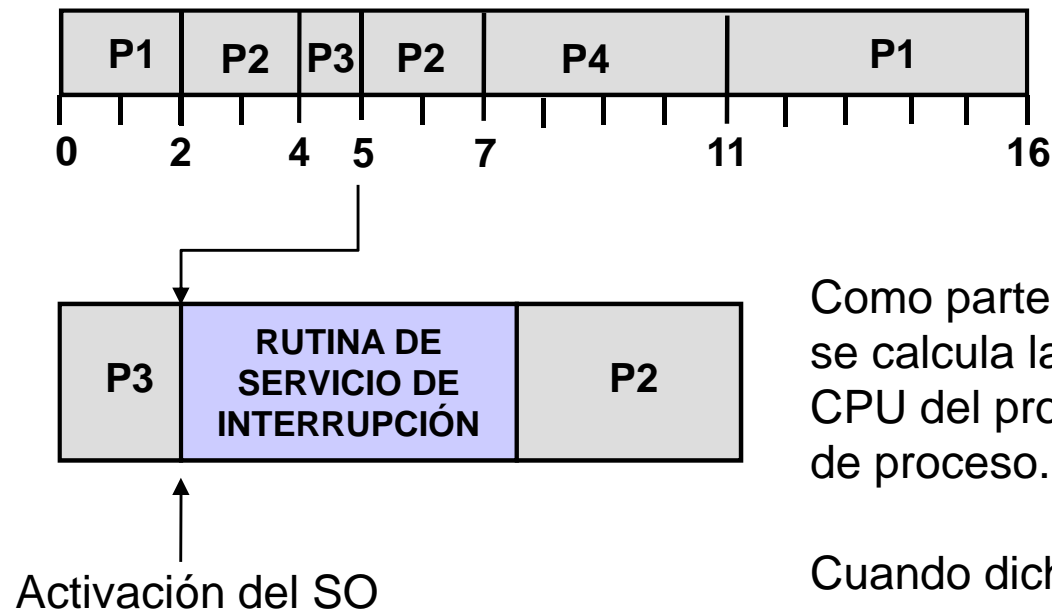 P1 P2 P3 P2 P4 P1
0 2 4 5 7 11 16
P3
RUTINA DE
SERVICIO DE
INTERRUPCIÓN
P2
Activación del SO
Como parte
se calcula la
CPU del pro
de proceso.
Cuando dich